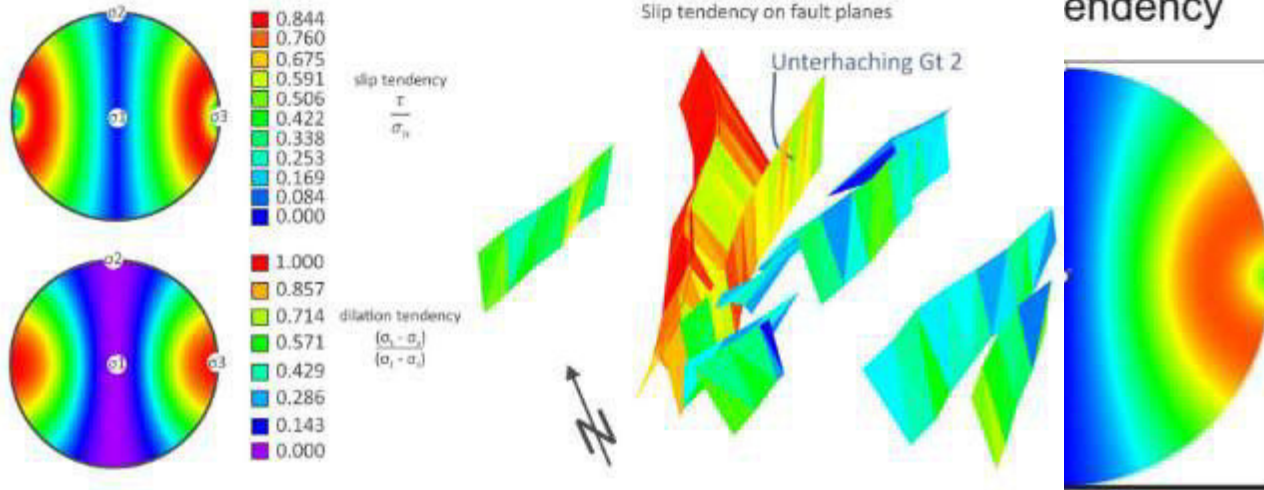 σ2
σ1
σ3
0.844
0.760
0.675
0.591
0.506
0.422
0.338
0.253
0.169
0.084
0.000
slip tendency
τ
σₙ
σ2
σ1
σ3
1.000
0.857
0.714
0.571
0.429
0.286
0.143
0.000
dilation tendency
Slip tendency on fault planes
Unterhaching Gt 2
N
endency